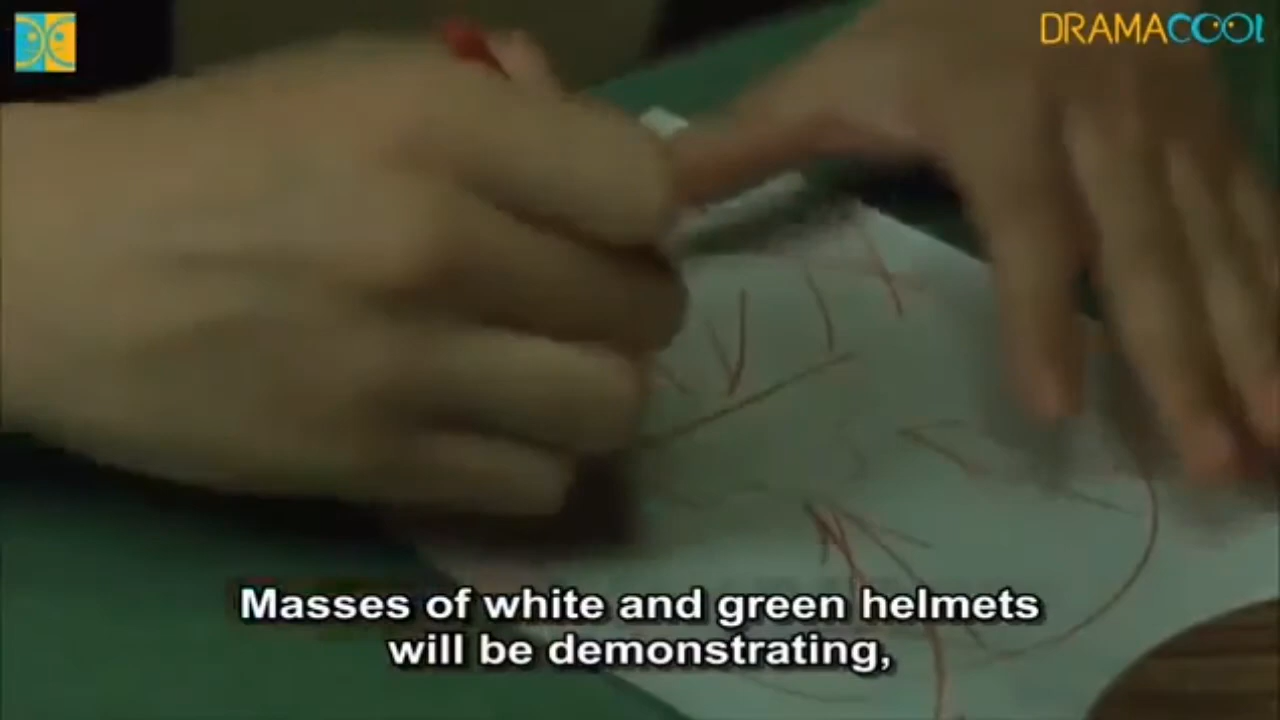 DRAMACOOL
Masses of white and green helmets
will be demonstrating,